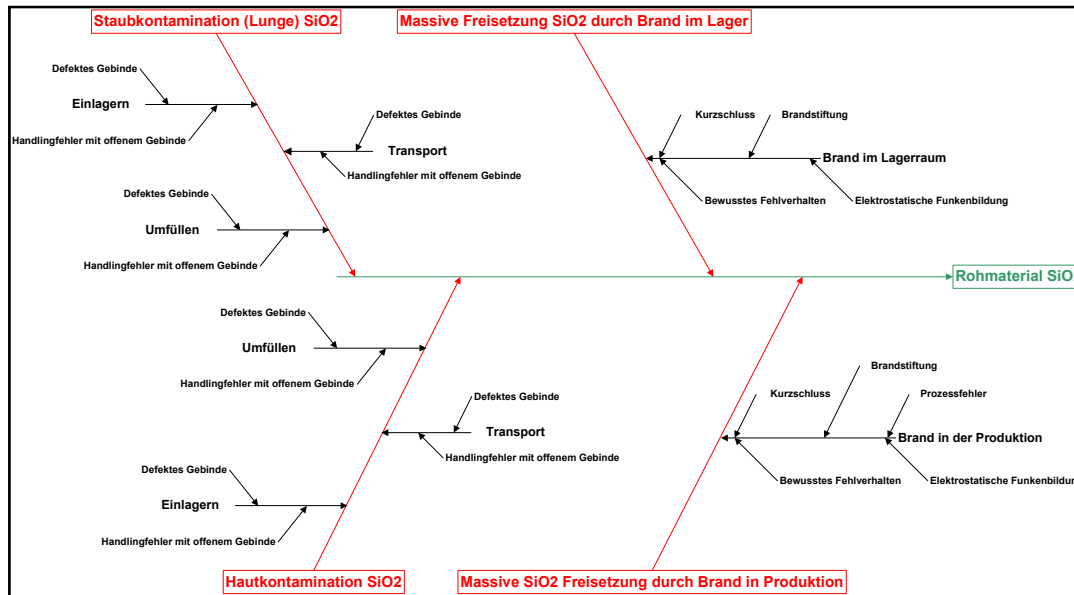 Staubkontamination (Lunge) SiO2
Massive Freisetzung SiO2 durch Brand im Lager
Defektes Gebinde
Einlagern
Handlingfehler mit offenem Gebinde
Defektes Gebinde
Transport
Handlingfehler mit offenem Gebinde
Defektes Gebinde
Umfüllen
Handlingfehler mit offenem Gebinde
Kurzschluss
Brandstiftung
Brand im Lagerraum
Bewusstes Fehlverhalten
Elektrostatische Funkenbildung
Rohmaterial SiO
Defektes Gebinde
Umfüllen
Handlingfehler mit offenem Gebinde
Defektes Gebinde
Transport
Handlingfehler mit offenem Gebinde
Defektes Gebinde
Einlagern
Handlingfehler mit offenem Gebinde
Brandstiftung
Kurzschluss
Prozessfehler
Brand in der Produktion
Bewusstes Fehlverhalten
Elektrostatische Funkenbildung
Hautkontamination SiO2
Massive SiO2 Freisetzung durch Brand in Produktion